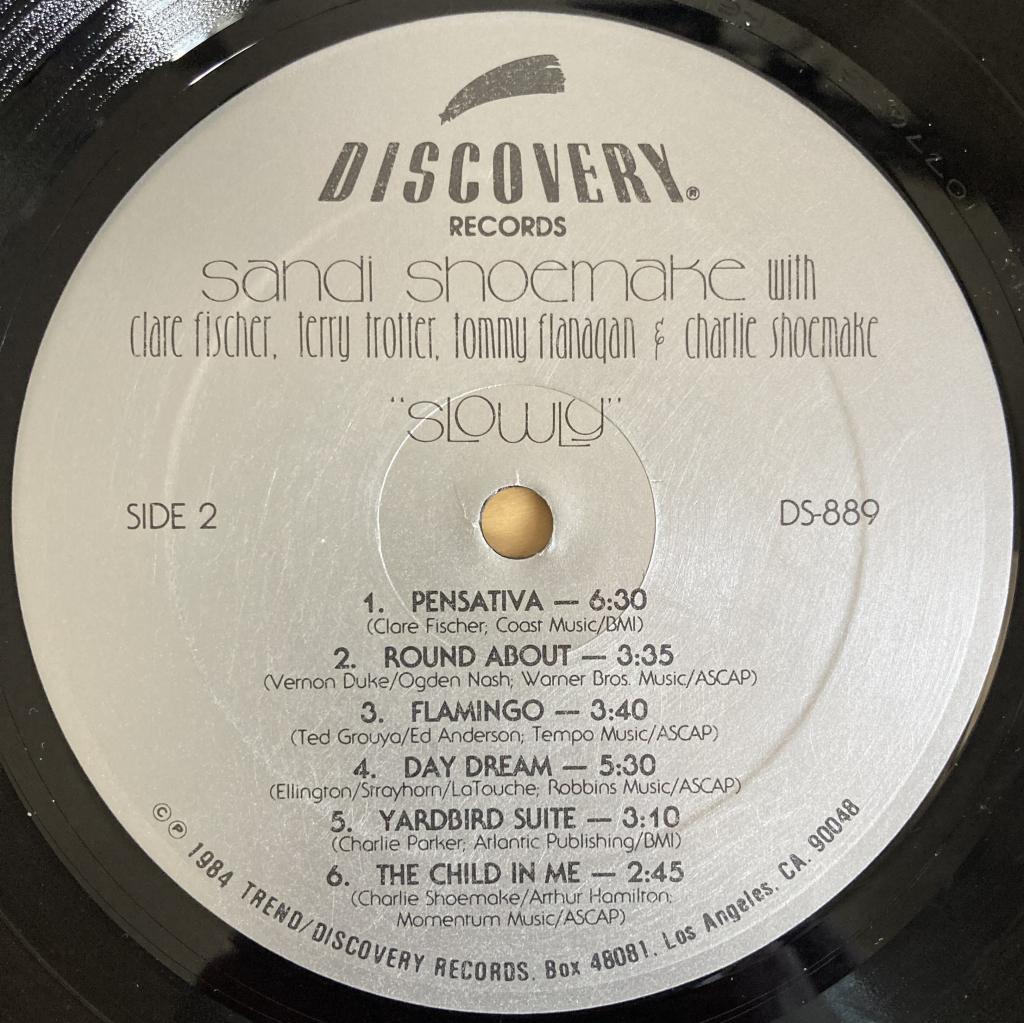 DISCOVERY®
RECORDS
sandi shoemake with
clare fischer, terry trotter, tommy flanagan & charlie shoemake
"SLOWLY"
SIDE 2
DS-889
1. PENSATIVA — 6:30
(Clare Fischer; Coast Music/BMI)
2. ROUND ABOUT — 3:35
(Vernon Duke/Ogden Nash; Warner Bros. Music/ASCAP)
3. FLAMINGO — 3:40
(Ted Grouya/Ed Anderson; Tempo Music/ASCAP)
4. DAY DREAM — 5:30
(Ellington/Strayhorn/LaTouche; Robbins Music/ASCAP)
5. YARDBIRD SUITE — 3:10
(Charlie Parker; Atlantic Publishing/BMI)
6. THE CHILD IN ME — 2:45
(Charlie Shoemake/Arthur Hamilton;
Momentum Music/ASCAP)
© ℗ 1984 TREND/DISCOVERY RECORDS. Box 48081. Los Angeles. CA. 90048